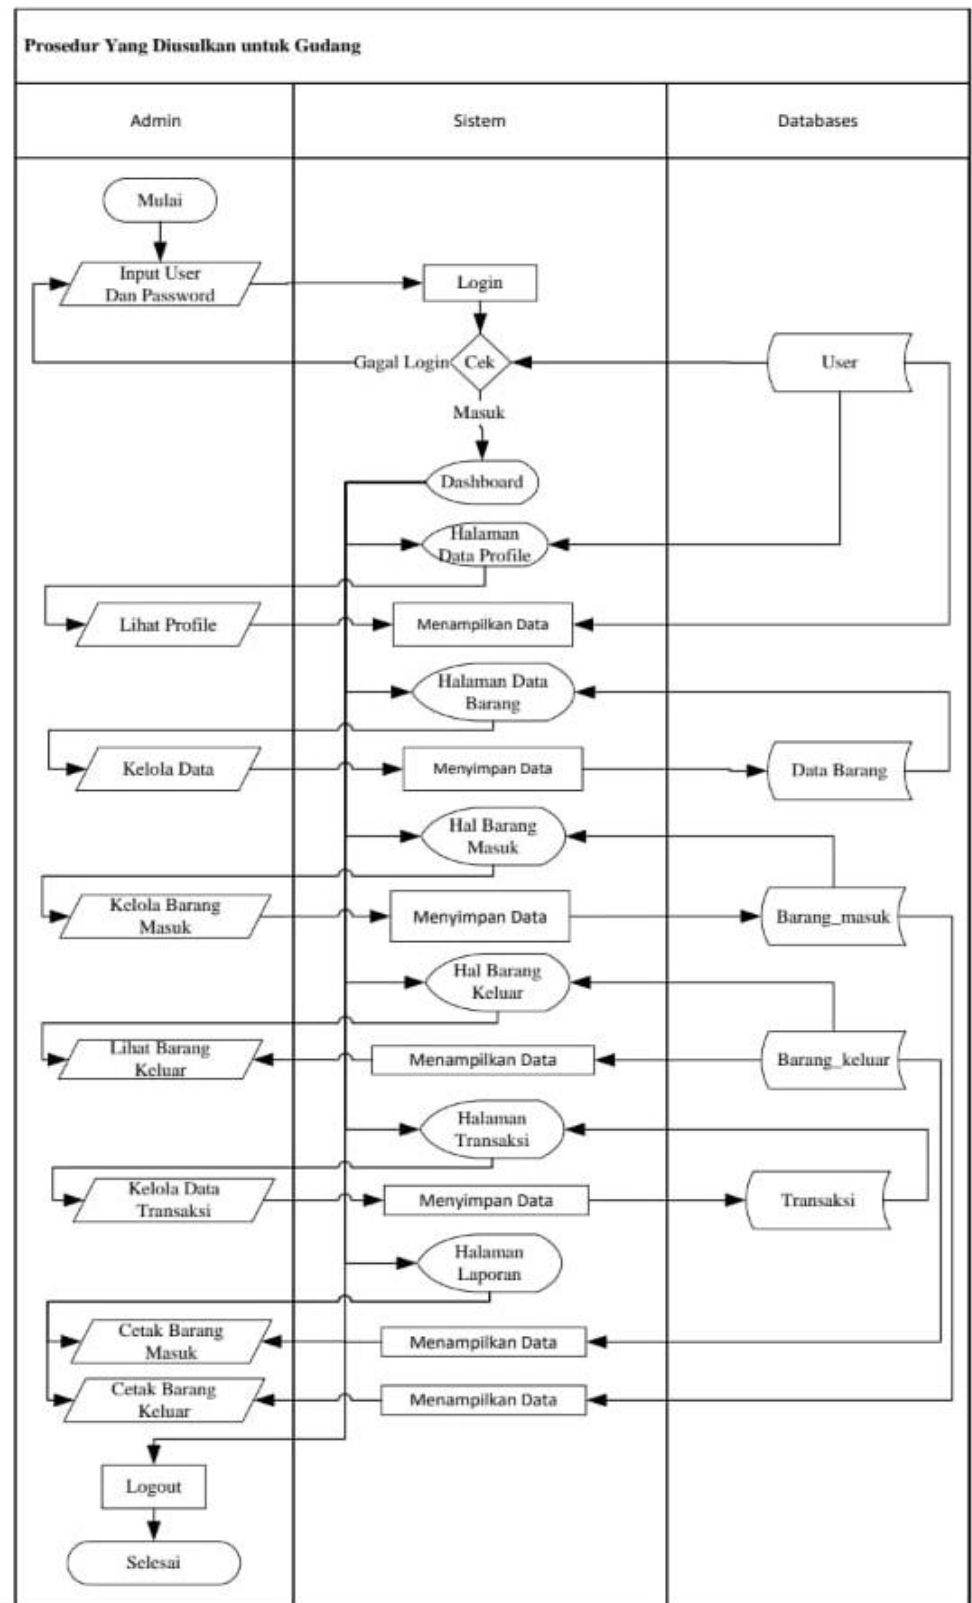 Prosedur Yang Diusulkan untuk Gudang
Admin
Sistem
Databases
Mulai
Input User
Dan Password
Login
Gagal Login
Cek
User
Masuk
Dashboard
Halaman
Data Profile
Lihat Profile
Menampilkan Data
Halaman Data
Barang
Kelola Data
Menyimpan Data
Data Barang
Hal Barang
Masuk
Kelola Barang
Masuk
Menyimpan Data
Barang_masuk
Hal Barang
Keluar
Lihat Barang
Keluar
Menampilkan Data
Barang_keluar
Halaman
Transaksi
Kelola Data
Transaksi
Menyimpan Data
Transaksi
Halaman
Laporan
Cetak Barang
Masuk
Menampilkan Data
Cetak Barang
Keluar
Menampilkan Data
Logout
Selesai